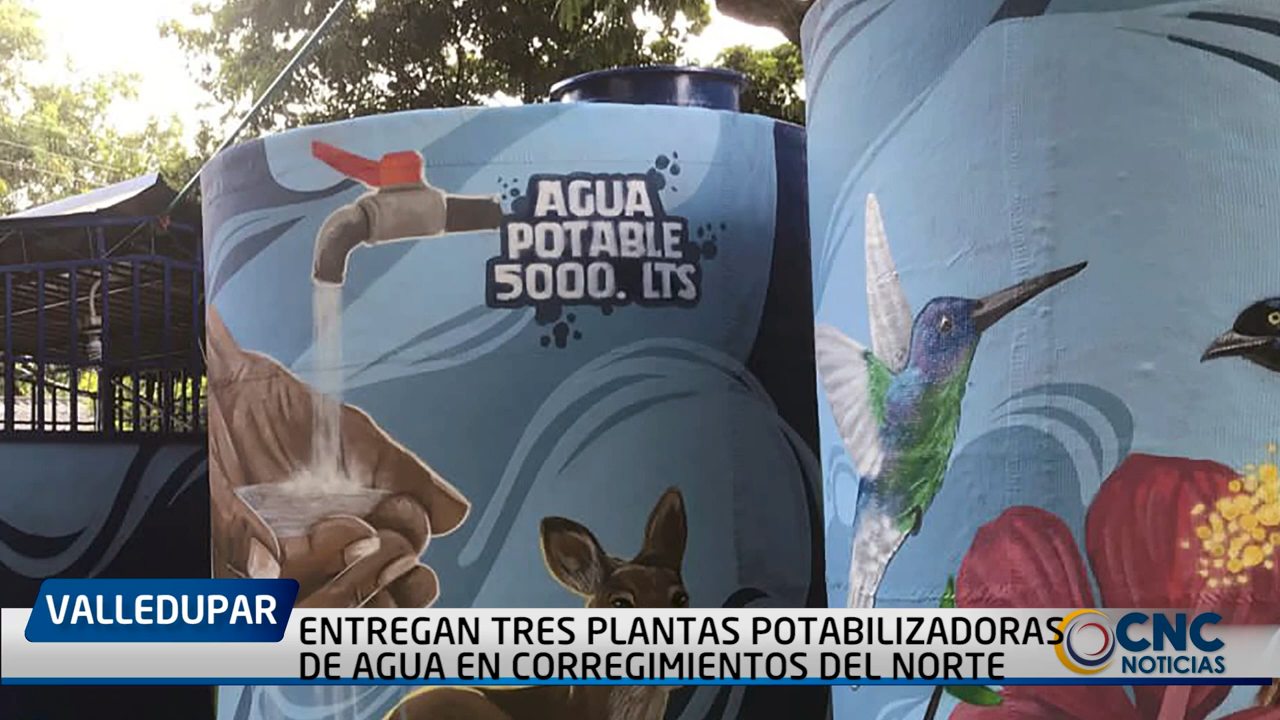 AGUA
POTABLE
5000. LTS
VALLEDUPAR
ENTREGAN TRES PLANTAS POTABILIZADORAS
DE AGUA EN CORREGIMIENTOS DEL NORTE
CNC
NOTICIAS